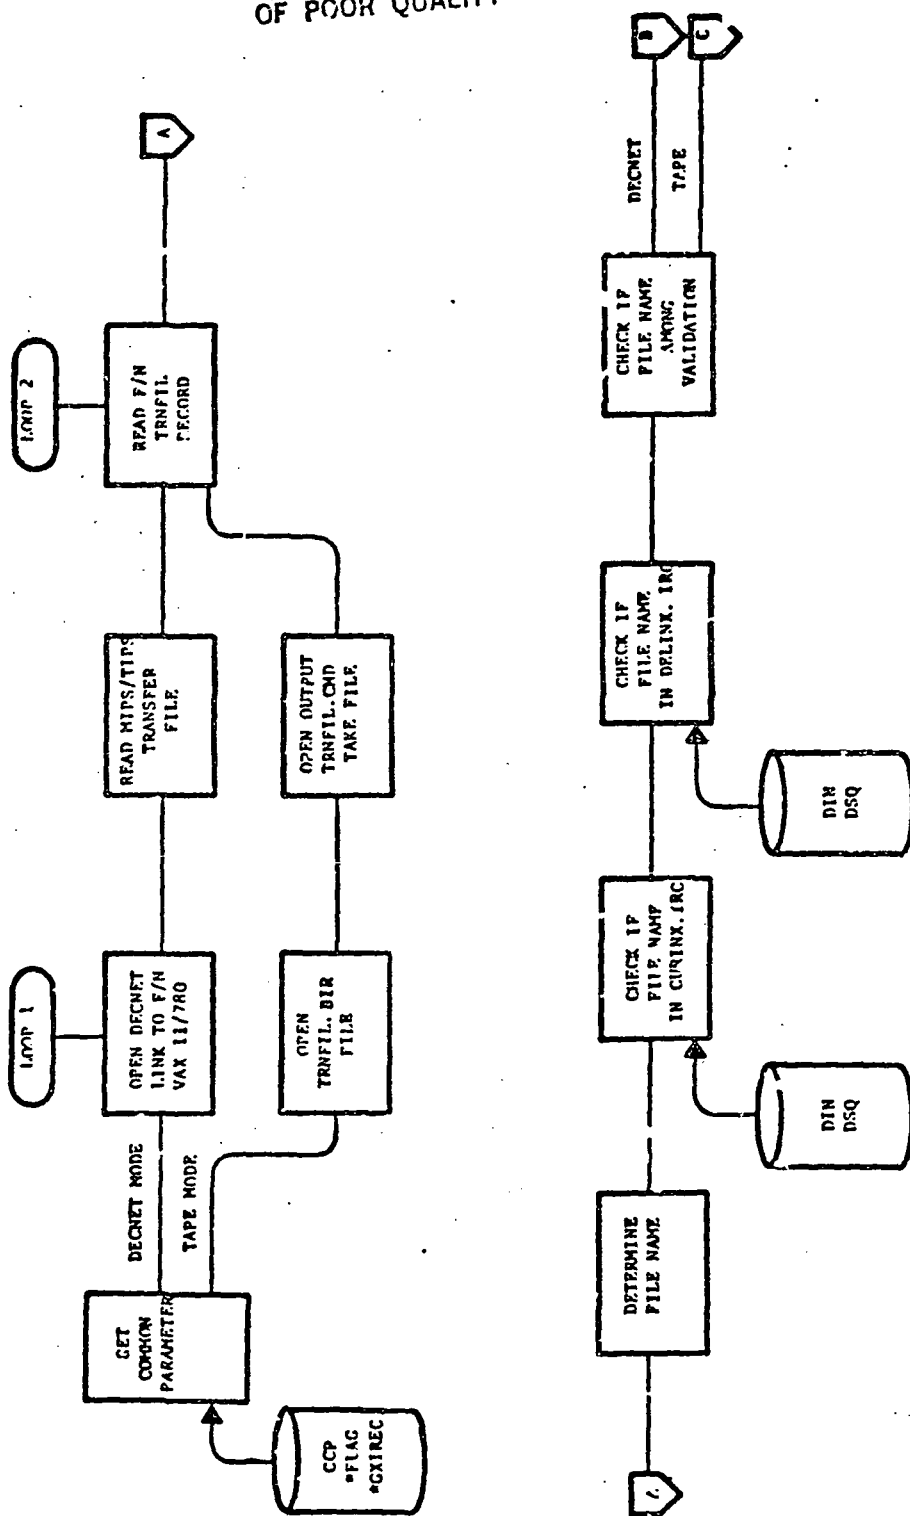 OF POOR QUALITY
CCP
*FLAG
*GXIREC
GET
COMMON
PARAMETER
DECNET MODE
TAPE MODE
LOOP 1
OPEN DECNET
LINK TO F/N
VAX 11/780
OPEN
TRNFIL.DIR
FILE
READ MIPS/TIPS
TRANSFER
FILE
OPEN OUTPUT
TRNFIL.CMD
TAKE FILE
LOOP 2
READ F/N
TRNFIL
RECORD
A
DETERMINE
FILE NAME
DIN
DSQ
CHECK IF
FILE NAME
IN CURINX.IRC
DIN
DSQ
CHECK IF
FILE NAME
IN DELINX.IRC
CHECK IF
FILE NAME
AMONG
VALIDATION
DECNET
TAPE
B
C